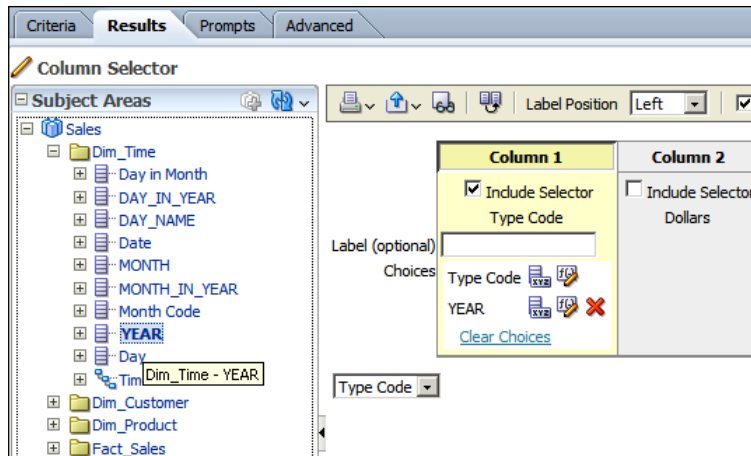 Criteria Results Prompts Advanced
Column Selector
Subject Areas
Label Position Left
Sales
Dim_Time
Day in Month
DAY_IN_YEAR
DAY_NAME
Date
MONTH
MONTH_IN_YEAR
Month Code
YEAR
Day
Tim
Dim_Time - YEAR
Dim_Customer
Dim_Product
Fact_Sales
Column 1 Column 2
Include Selector Include Selector
Type Code Dollars
Label (optional)
Choices Type Code
YEAR
Clear Choices
Type Code